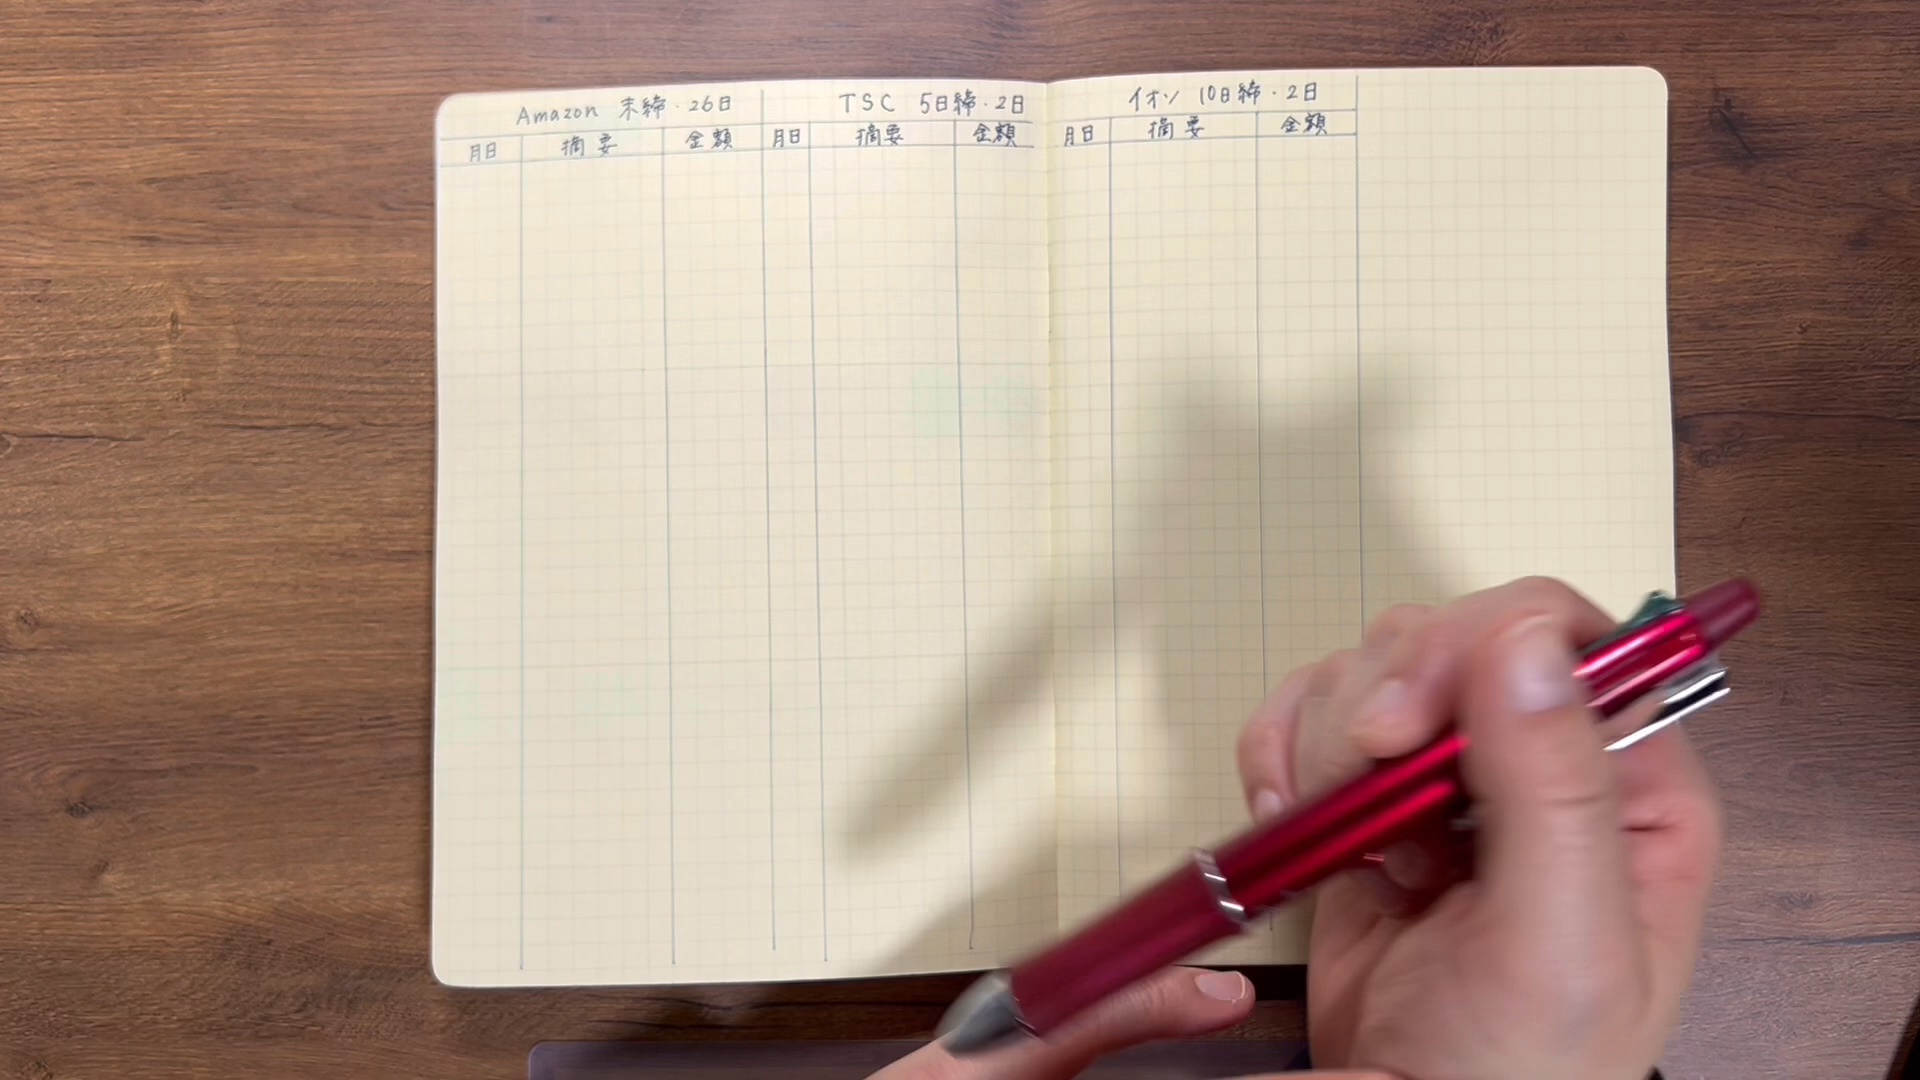 Amazon 末締・26日
月日 摘要 金額
TSC 5日締・2日
月日 摘要 金額
イオン 10日締・2日
月日 摘要 金額